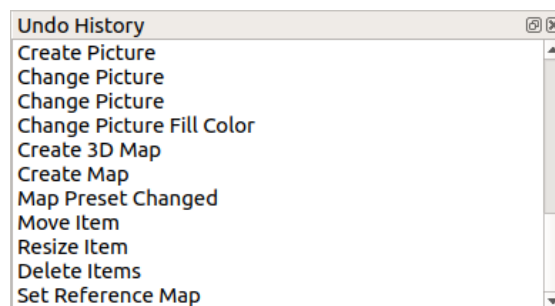 Undo History
Create Picture
Change Picture
Change Picture
Change Picture Fill Color
Create 3D Map
Create Map
Map Preset Changed
Move Item
Resize Item
Delete Items
Set Reference Map